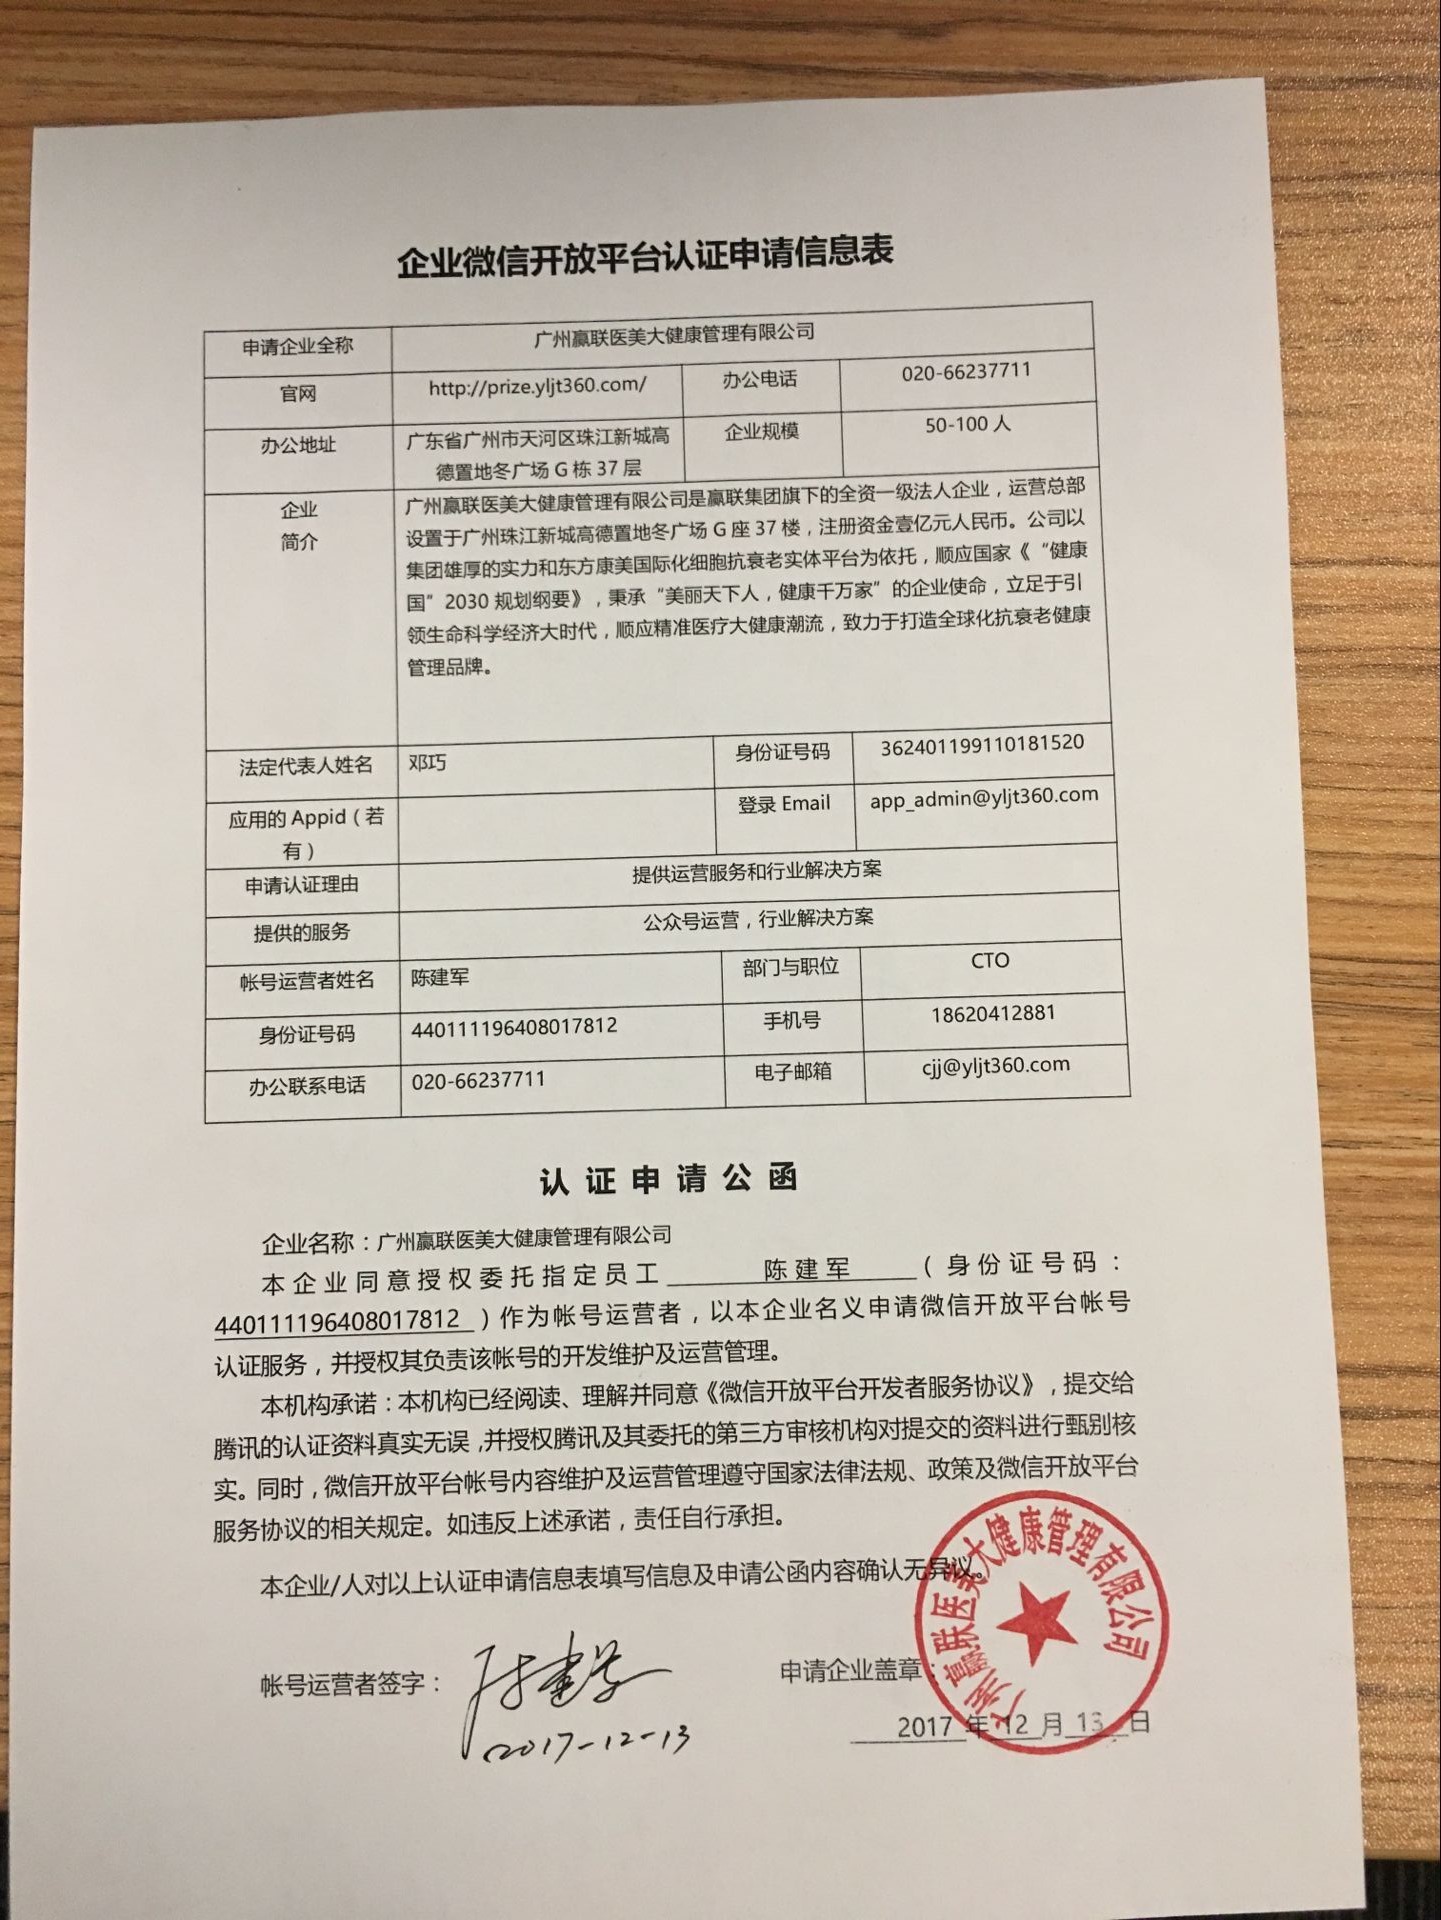 企业微信开放平台认证申请信息表
申请企业全称 广州赢联医美大健康管理有限公司
官网 http://prize.yljt360.com/ 办公电话 020-66237711
办公地址 广东省广州市天河区珠江新城高
德置地冬广场 G 栋 37 层 企业规模 50-100 人
企业
简介
广州赢联医美大健康管理有限公司是赢联集团旗下的全资一级法人企业，运营总部
设置于广州珠江新城高德置地冬广场 G 座 37 楼，注册资金壹亿元人民币。公司以
集团雄厚的实力和东方康美国际化细胞抗衰老实体平台为依托，顺应国家《“健康
国”2030 规划纲要》，秉承“美丽天下人，健康千万家”的企业使命，立足于引
领生命科学经济大时代，顺应精准医疗大健康潮流，致力于打造全球化抗衰老健康
管理品牌。
法定代表人姓名 邓巧 身份证号码 362401199110181520
应用的 Appid（若
有） 登录 Email app_admin@yljt360.com
申请认证理由 提供运营服务和行业解决方案
提供的服务 公众号运营，行业解决方案
帐号运营者姓名 陈建军 部门与职位 CTO
身份证号码 440111196408017812 手机号 18620412881
办公联系电话 020-66237711 电子邮箱 cjj@yljt360.com
认证申请公函
企业名称：广州赢联医美大健康管理有限公司
本企业同意授权委托指定员工 陈建军 （身份证号码：
440111196408017812 ）作为帐号运营者，以本企业名义申请微信开放平台帐号
认证服务，并授权其负责该帐号的开发维护及运营管理。
本机构承诺：本机构已经阅读、理解并同意《微信开放平台开发者服务协议》，提交给
腾讯的认证资料真实无误，并授权腾讯及其委托的第三方审核机构对提交的资料进行甄别核
实。同时，微信开放平台帐号内容维护及运营管理遵守国家法律法规、政策及微信开放平台
服务协议的相关规定。如违反上述承诺，责任自行承担。
本企业/人对以上认证申请信息表填写信息及申请公函内容确认无异议。
帐号运营者签字： 陈建军 申请企业盖章：
2017-12-13
2017 年 12 月 13 日
广州赢联医美大健康管理有限公司